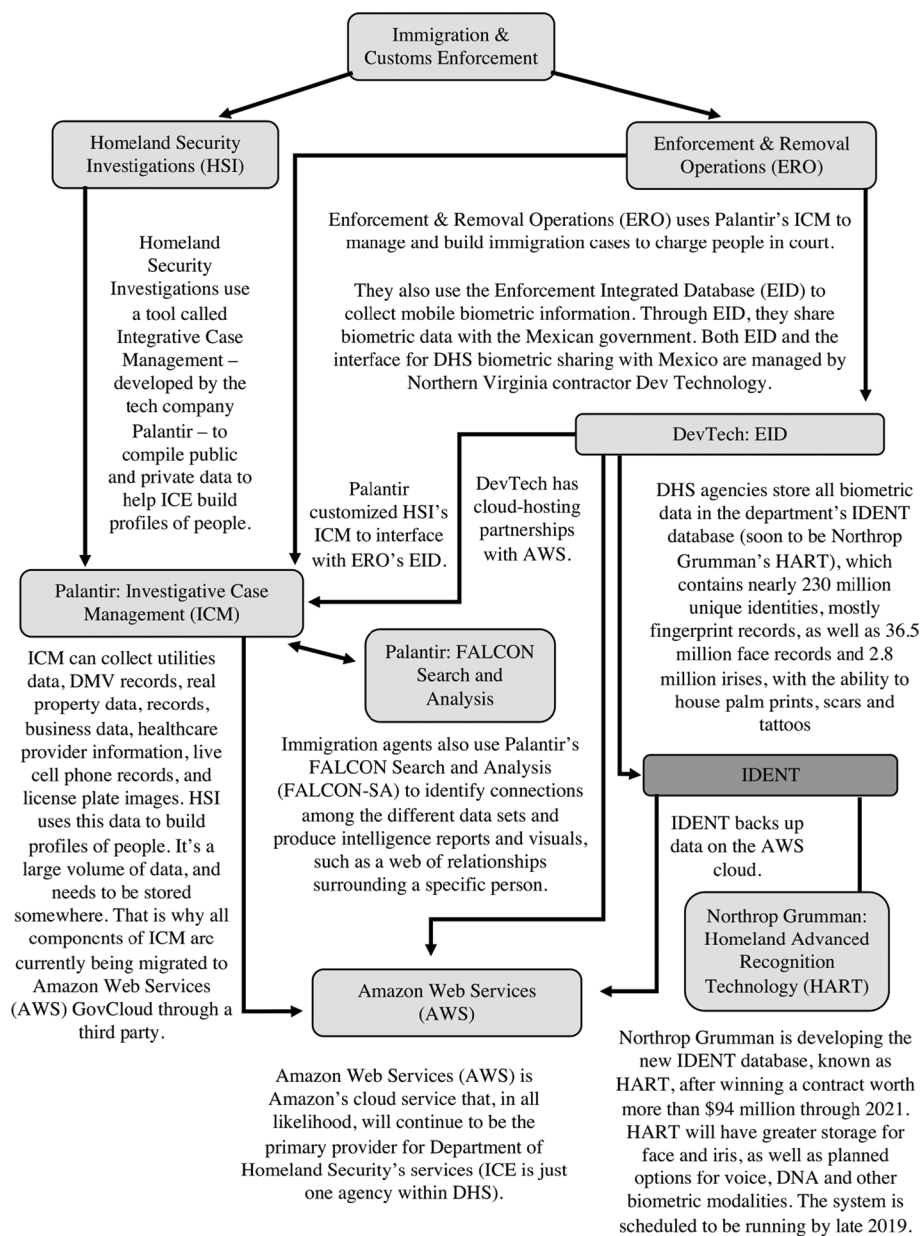 Immigration &
Customs Enforcement
Homeland Security
Investigations (HSI)
Enforcement & Removal
Operations (ERO)
Homeland
Security
Investigations use
a tool called
Integrative Case
Management –
developed by the
tech company
Palantir – to
compile public
and private data to
help ICE build
profiles of people.
Enforcement & Removal Operations (ERO) uses Palantir's ICM to
manage and build immigration cases to charge people in court.
They also use the Enforcement Integrated Database (EID) to
collect mobile biometric information. Through EID, they share
biometric data with the Mexican government. Both EID and the
interface for DHS biometric sharing with Mexico are managed by
Northern Virginia contractor Dev Technology.
DevTech: EID
Palantir
customized HSI's
ICM to interface
with ERO's EID.
DevTech has
cloud-hosting
partnerships
with AWS.
DHS agencies store all biometric
data in the department's IDENT
database (soon to be Northrop
Grumman's HART), which
contains nearly 230 million
unique identities, mostly
fingerprint records, as well as 36.5
million face records and 2.8
million irises, with the ability to
house palm prints, scars and
tattoos
Palantir: Investigative Case
Management (ICM)
Palantir: FALCON
Search and
Analysis
ICM can collect utilities
data, DMV records, real
property data, records,
business data, healthcare
provider information, live
cell phone records, and
license plate images. HSI
uses this data to build
profiles of people. It's a
large volume of data, and
needs to be stored
somewhere. That is why all
components of ICM are
currently being migrated to
Amazon Web Services
(AWS) GovCloud through a
third party.
Immigration agents also use Palantir's
FALCON Search and Analysis
(FALCON-SA) to identify connections
among the different data sets and
produce intelligence reports and visuals,
such as a web of relationships
surrounding a specific person.
IDENT
IDENT backs up
data on the AWS
cloud.
Northrop Grumman:
Homeland Advanced
Recognition
Technology (HART)
Amazon Web Services
(AWS)
Amazon Web Services (AWS) is
Amazon's cloud service that, in all
likelihood, will continue to be the
primary provider for Department of
Homeland Security's services (ICE is just
one agency within DHS).
Northrop Grumman is developing the
new IDENT database, known as
HART, after winning a contract worth
more than $94 million through 2021.
HART will have greater storage for
face and iris, as well as planned
options for voice, DNA and other
biometric modalities. The system is
scheduled to be running by late 2019.